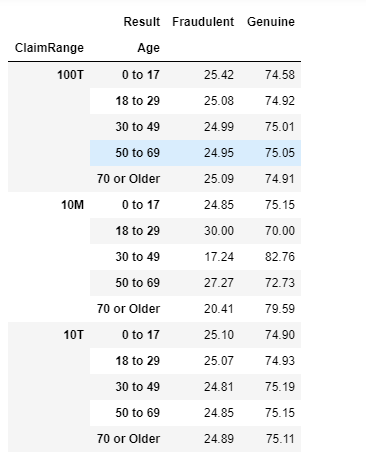 Result Fraudulent Genuine
ClaimRange Age
100T 0 to 17 25.42 74.58
18 to 29 25.08 74.92
30 to 49 24.99 75.01
50 to 69 24.95 75.05
70 or Older 25.09 74.91
10M 0 to 17 24.85 75.15
18 to 29 30.00 70.00
30 to 49 17.24 82.76
50 to 69 27.27 72.73
70 or Older 20.41 79.59
10T 0 to 17 25.10 74.90
18 to 29 25.07 74.93
30 to 49 24.81 75.19
50 to 69 24.85 75.15
70 or Older 24.89 75.11